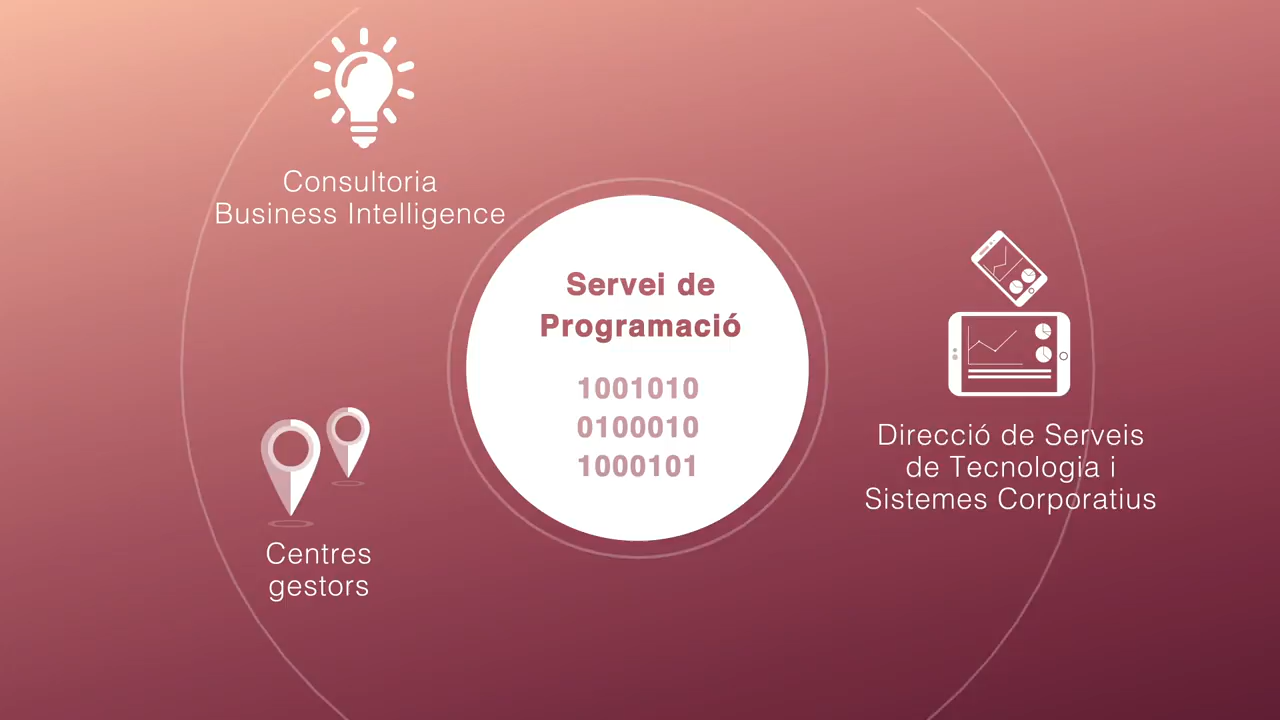 Consultoria
Business Intelligence
Servei de
Programació
1001010
0100010
1000101
Direcció de Serveis
de Tecnologia i
Sistemes Corporatius
Centres
gestors